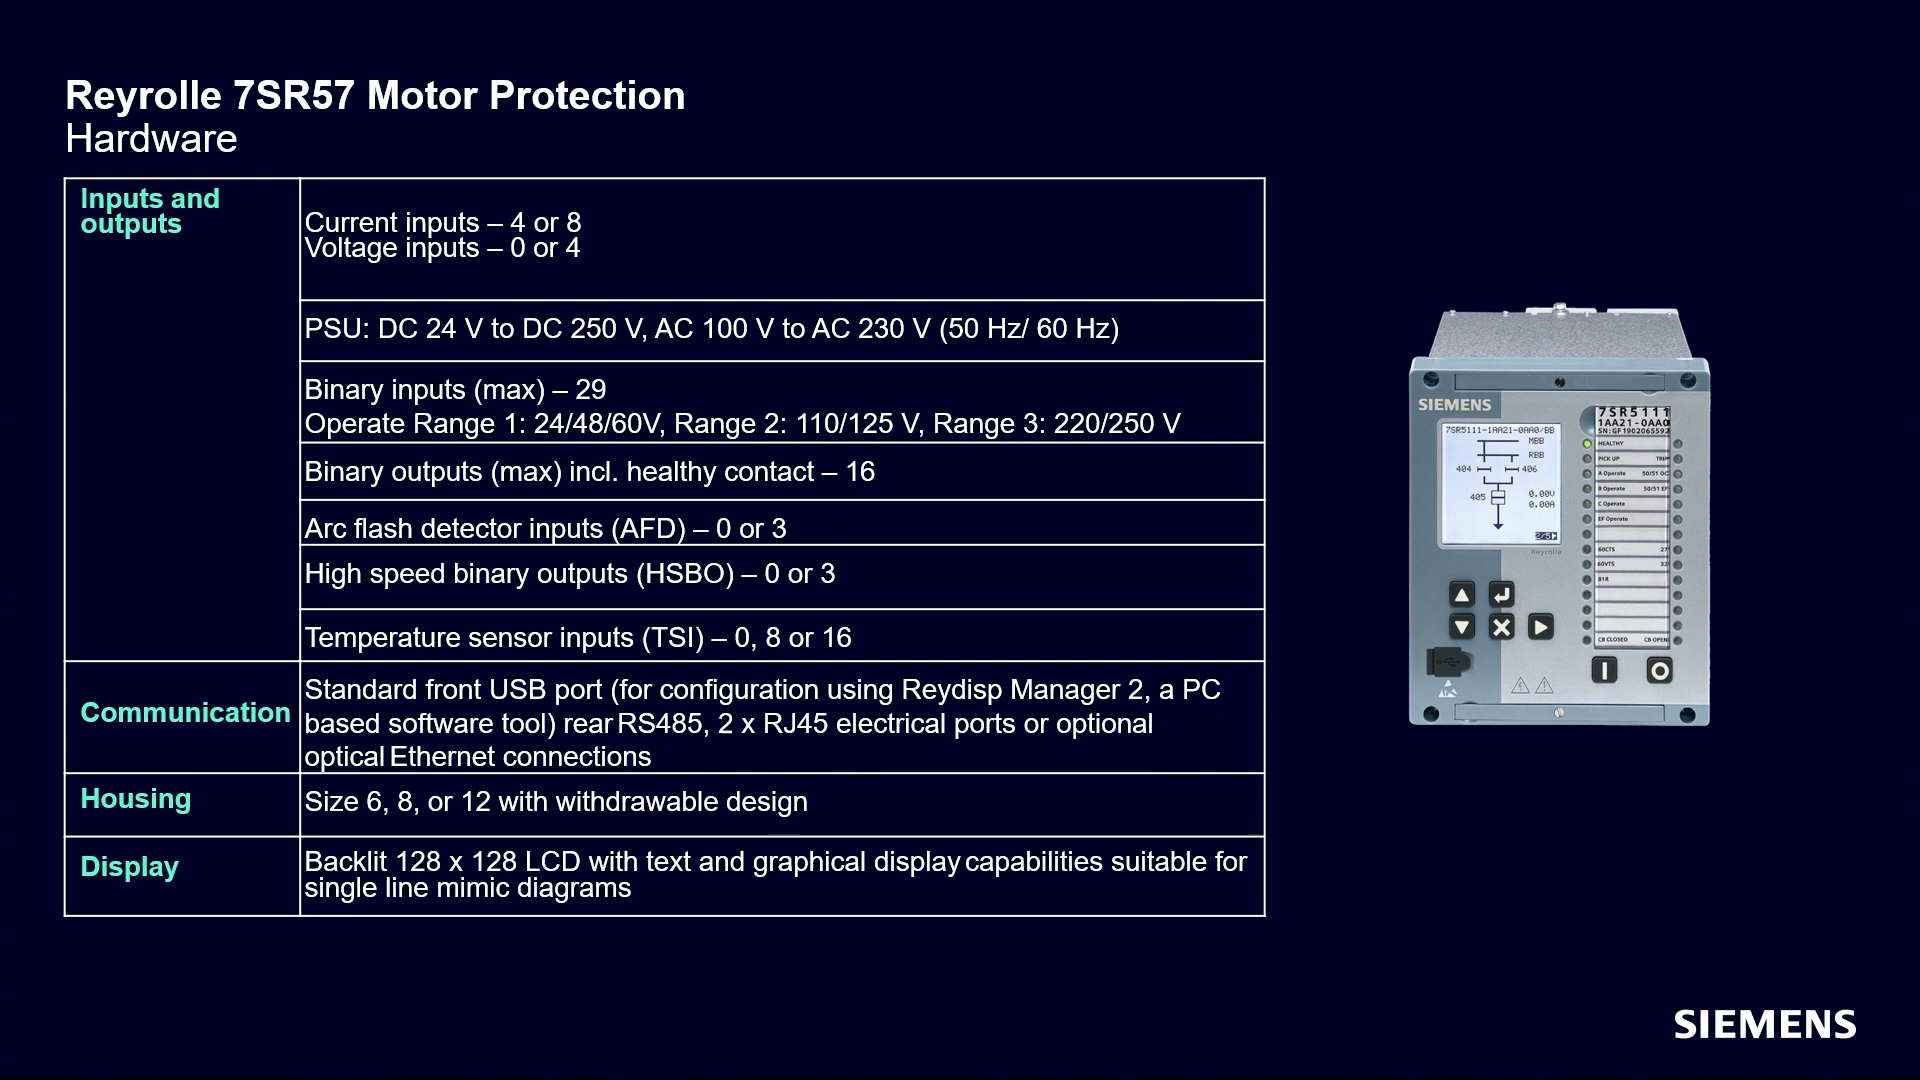 Reyrolle 7SR57 Motor Protection
Hardware
Inputs and
outputs
Current inputs – 4 or 8
Voltage inputs – 0 or 4
PSU: DC 24 V to DC 250 V, AC 100 V to AC 230 V (50 Hz/ 60 Hz)
Binary inputs (max) – 29
Operate Range 1: 24/48/60V, Range 2: 110/125 V, Range 3: 220/250 V
Binary outputs (max) incl. healthy contact – 16
Arc flash detector inputs (AFD) – 0 or 3
High speed binary outputs (HSBO) – 0 or 3
Temperature sensor inputs (TSI) – 0, 8 or 16
Communication
Standard front USB port (for configuration using Reydisp Manager 2, a PC
based software tool) rear RS485, 2 x RJ45 electrical ports or optional
optical Ethernet connections
Housing
Size 6, 8, or 12 with withdrawable design
Display
Backlit 128 x 128 LCD with text and graphical display capabilities suitable for
single line mimic diagrams
SIEMENS
7SR5111-1AA21-0AA0/BB
MBB
RBB
404
406
405
0.00V
0.00A
2/5
Reyrolle
7SR5111
1AA21-0AA0
SN:GF1902065592
HEALTHY
PICK UP
TRIP
A Operate
50/51 OC
B Operate
50/51 EF
C Operate
EF Operate
60CTS
27
60VTS
32
81R
CB CLOSED
CB OPEN
SIEMENS